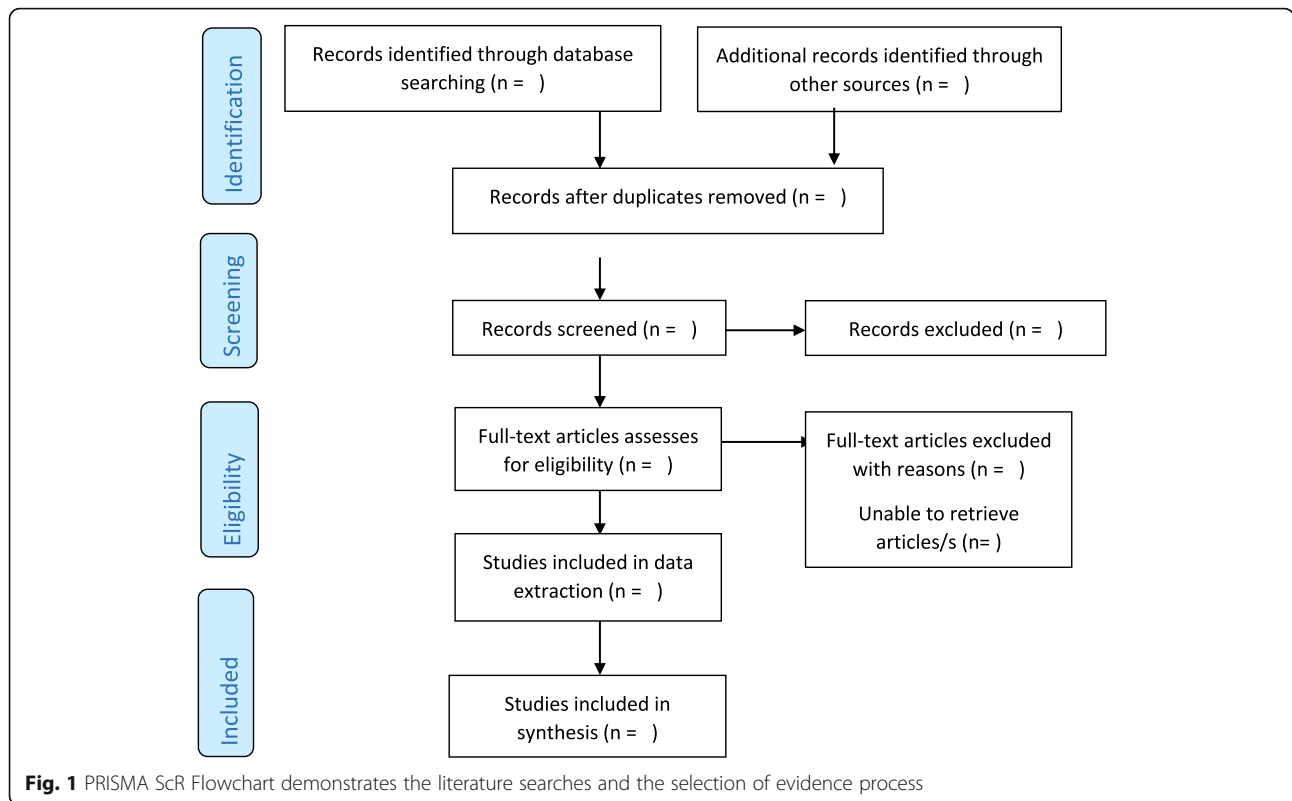 Identification
Records identified through database
searching (n =   )
Additional records identified through
other sources (n =   )
Records after duplicates removed (n =   )
Screening
Records screened (n =   )
Records excluded (n =   )
Eligibility
Full-text articles assesses
for eligibility (n =   )
Full-text articles excluded
with reasons (n =   )
Unable to retrieve
articles/s (n= )
Studies included in data
extraction (n =   )
Included
Studies included in
synthesis (n =   )
Fig. 1 PRISMA ScR Flowchart demonstrates the literature searches and the selection of evidence process